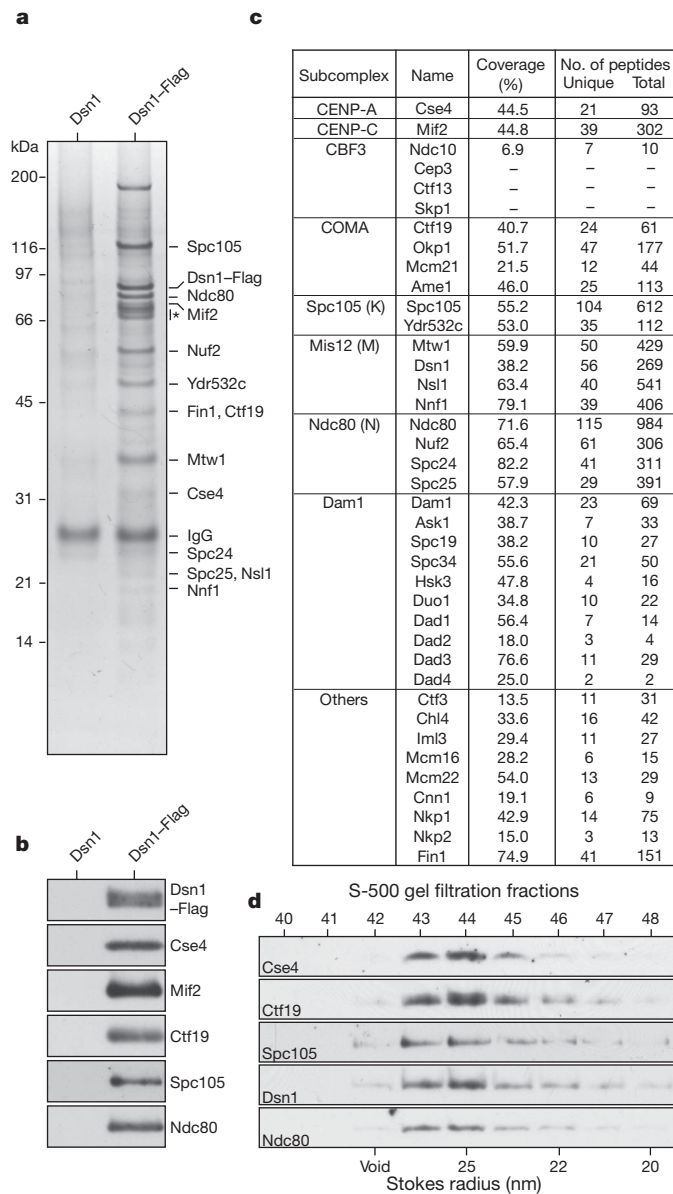 a
Dsn1
Dsn1–Flag
kDa
200
116
97
66
45
31
21
14
Spc105
Dsn1–Flag
Ndc80
*
Mif2
Nuf2
Ydr532c
Fin1, Ctf19
Mtw1
Cse4
IgG
Spc24
Spc25, Nsl1
Nnf1
b
Dsn1
Dsn1–Flag
Dsn1
–Flag
Cse4
Mif2
Ctf19
Spc105
Ndc80
c
Subcomplex Name Coverage (%) No. of peptides
Unique Total
CENP-A Cse4 44.5 21 93
CENP-C Mif2 44.8 39 302
CBF3 Ndc10 6.9 7 10
Cep3 – – –
Ctf13 – – –
Skp1 – – –
COMA Ctf19 40.7 24 61
Okp1 51.7 47 177
Mcm21 21.5 12 44
Ame1 46.0 25 113
Spc105 (K) Spc105 55.2 104 612
Ydr532c 53.0 35 112
Mis12 (M) Mtw1 59.9 50 429
Dsn1 38.2 56 269
Nsl1 63.4 40 541
Nnf1 79.1 39 406
Ndc80 (N) Ndc80 71.6 115 984
Nuf2 65.4 61 306
Spc24 82.2 41 311
Spc25 57.9 29 391
Dam1 Dam1 42.3 23 69
Ask1 38.7 7 33
Spc19 38.2 10 27
Spc34 55.6 21 50
Hsk3 47.8 4 16
Duo1 34.8 10 22
Dad1 56.4 7 14
Dad2 18.0 3 4
Dad3 76.6 11 29
Dad4 25.0 2 2
Others Ctf3 13.5 11 31
Chl4 33.6 16 42
Iml3 29.4 11 27
Mcm16 28.2 6 15
Mcm22 54.0 13 29
Cnn1 19.1 6 9
Nkp1 42.9 14 75
Nkp2 15.0 3 13
Fin1 74.9 41 151
d
S-500 gel filtration fractions
40 41 42 43 44 45 46 47 48
Cse4
Ctf19
Spc105
Dsn1
Ndc80
Void 25 22 20
Stokes radius (nm)